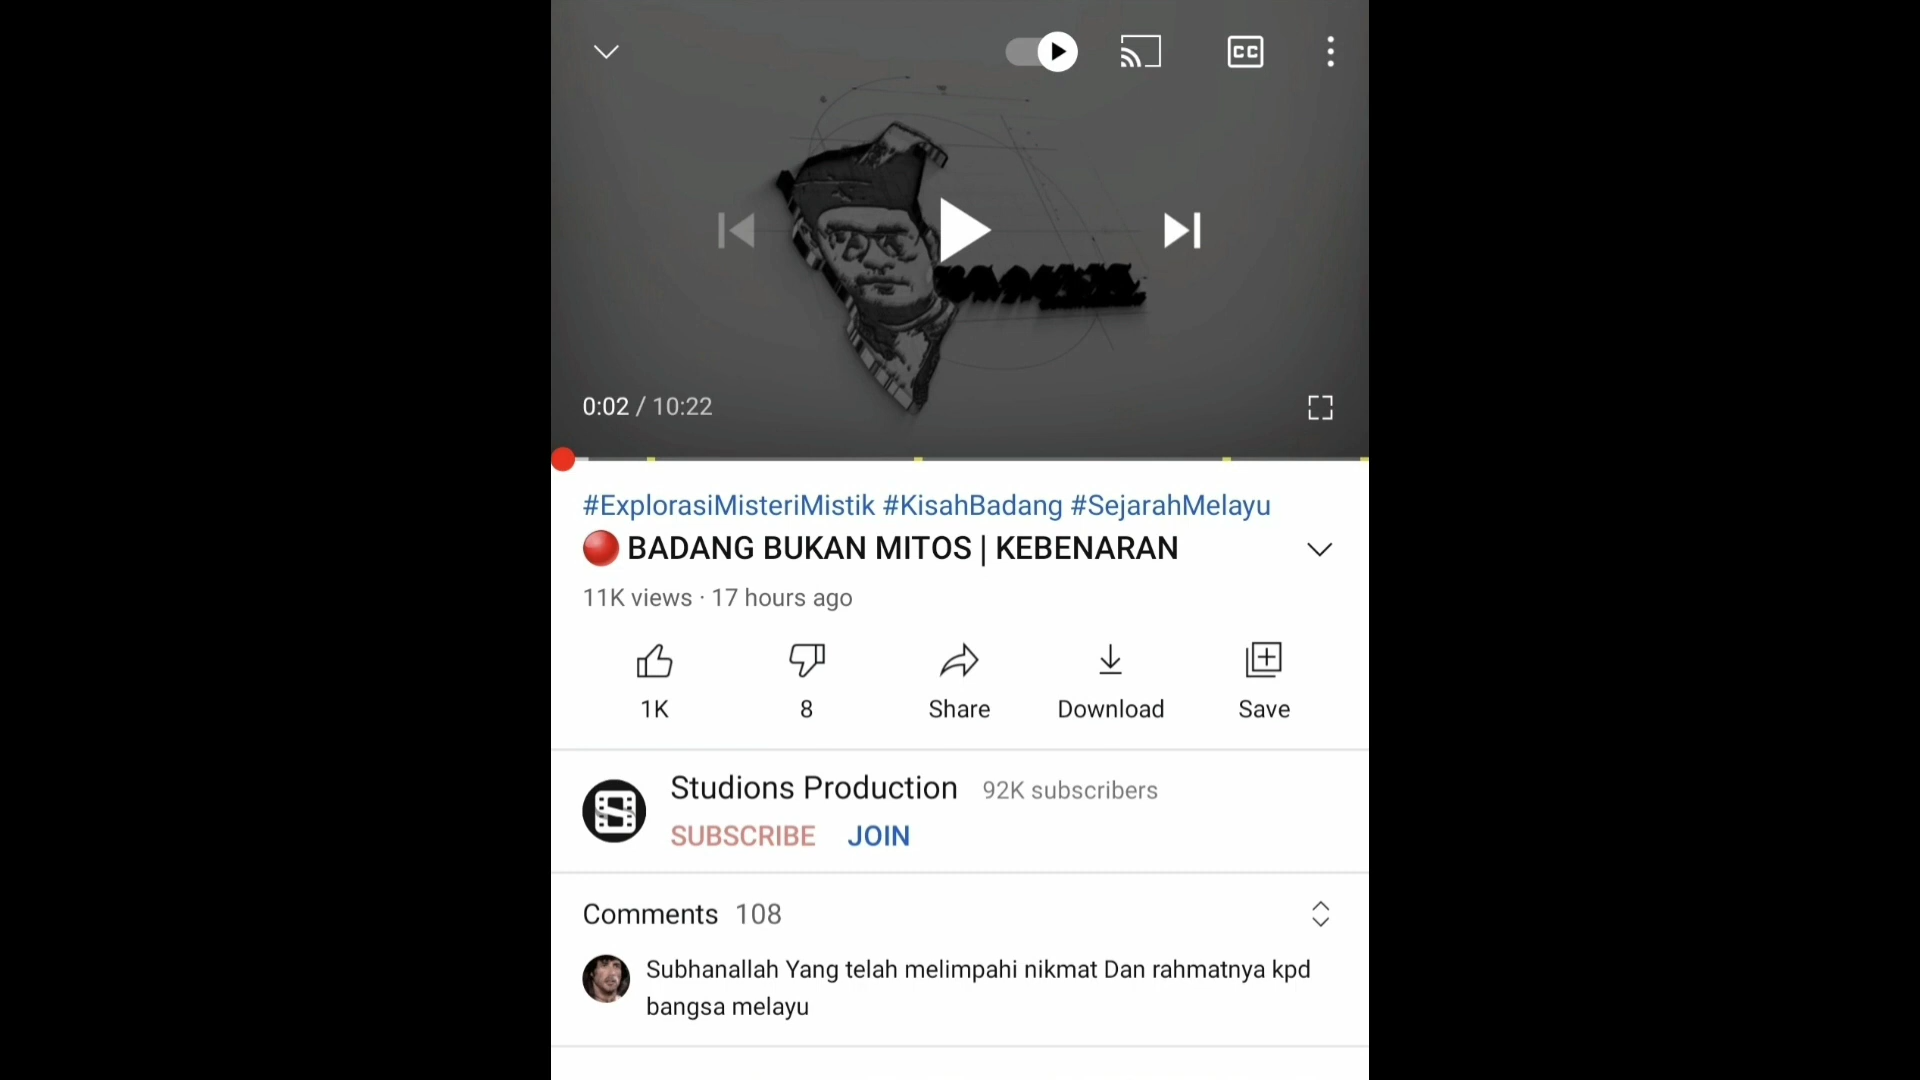 CC
0:02 / 10:22
#ExplorasiMisteriMistik #KisahBadang #SejarahMelayu
BADANG BUKAN MITOS | KEBENARAN
11K views · 17 hours ago
1K
8
Share
Download
Save
Studions Production 92K subscribers
SUBSCRIBE JOIN
Comments 108
Subhanallah Yang telah melimpahi nikmat Dan rahmatnya kpd
bangsa melayu